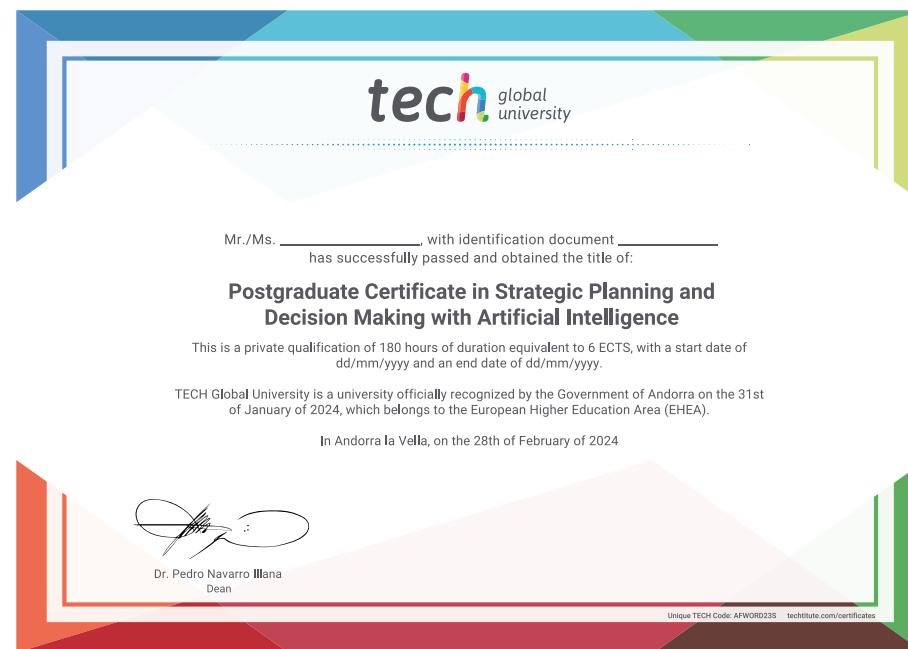 tech global university
Mr./Ms. ____________, with identification document ____________
has successfully passed and obtained the title of:
Postgraduate Certificate in Strategic Planning and
Decision Making with Artificial Intelligence
This is a private qualification of 180 hours of duration equivalent to 6 ECTS, with a start date of
dd/mm/yyyy and an end date of dd/mm/yyyy.
TECH Global University is a university officially recognized by the Government of Andorra on the 31st
of January of 2024, which belongs to the European Higher Education Area (EHEA).
In Andorra la Vella, on the 28th of February of 2024
Dr. Pedro Navarro Illana
Dean
Unique TECH Code: AFWORD23S techtitute.com/certificates